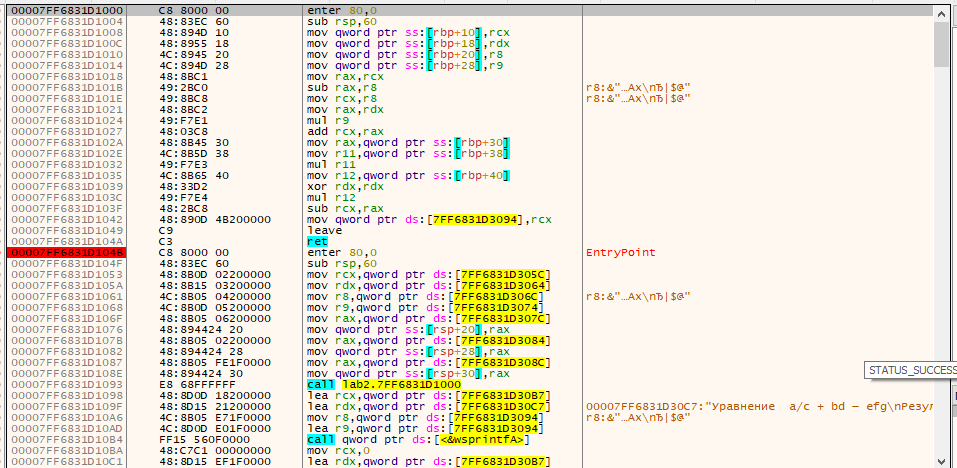 00007FF6831D1000 C8 8000 00 enter 80,0
00007FF6831D1004 48:83EC 60 sub rsp,60
00007FF6831D1008 48:894D 10 mov qword ptr ss:[rbp+10],rcx
00007FF6831D100C 48:8955 18 mov qword ptr ss:[rbp+18],rdx
00007FF6831D1010 4C:8945 20 mov qword ptr ss:[rbp+20],r8
00007FF6831D1014 4C:894D 28 mov qword ptr ss:[rbp+28],r9
00007FF6831D1018 48:8BC1 mov rax,rcx
00007FF6831D101B 49:2BC0 sub rax,r8 r8:&"…Ax\nЂ|$@"
00007FF6831D101E 49:8BC8 mov rcx,r8 r8:&"…Ax\nЂ|$@"
00007FF6831D1021 48:8BC2 mov rax,rdx
00007FF6831D1024 49:F7E1 mul r9
00007FF6831D1027 48:03C8 add rcx,rax
00007FF6831D102A 48:8B45 30 mov rax,qword ptr ss:[rbp+30]
00007FF6831D102E 4C:8B5D 38 mov r11,qword ptr ss:[rbp+38]
00007FF6831D1032 49:F7E3 mul r11
00007FF6831D1035 4C:8B65 40 mov r12,qword ptr ss:[rbp+40]
00007FF6831D1039 48:33D2 xor rdx,rdx
00007FF6831D103C 49:F7E4 mul r12
00007FF6831D103F 48:2BC8 sub rcx,rax
00007FF6831D1042 48:890D 4B200000 mov qword ptr ds:[7FF6831D3094],rcx
00007FF6831D1049 C9 leave
00007FF6831D104A C3 ret
00007FF6831D104B C8 8000 00 enter 80,0 EntryPoint
00007FF6831D104F 48:83EC 60 sub rsp,60
00007FF6831D1053 48:8B0D 02200000 mov rcx,qword ptr ds:[7FF6831D305C]
00007FF6831D105A 48:8B15 03200000 mov rdx,qword ptr ds:[7FF6831D3064]
00007FF6831D1061 4C:8B05 04200000 mov r8,qword ptr ds:[7FF6831D306C] r8:&"…Ax\nЂ|$@"
00007FF6831D1068 4C:8B0D 05200000 mov r9,qword ptr ds:[7FF6831D3074]
00007FF6831D106F 48:8B05 06200000 mov rax,qword ptr ds:[7FF6831D307C]
00007FF6831D1076 48:894424 20 mov qword ptr ss:[rsp+20],rax
00007FF6831D107B 48:8B05 02200000 mov rax,qword ptr ds:[7FF6831D3084]
00007FF6831D1082 48:894424 28 mov qword ptr ss:[rsp+28],rax
00007FF6831D1087 48:8B05 FE1F0000 mov rax,qword ptr ds:[7FF6831D308C]
00007FF6831D108E 48:894424 30 mov qword ptr ss:[rsp+30],rax
00007FF6831D1093 E8 68FFFFFF call lab2.7FF6831D1000
00007FF6831D1098 48:8D0D 18200000 lea rcx,qword ptr ds:[7FF6831D30B7]
00007FF6831D109F 48:8D15 21200000 lea rdx,qword ptr ds:[7FF6831D30C7] 00007FF6831D30C7:"Уравнение a/c + bd – efg\nРезул
00007FF6831D10A6 4C:8B05 E71F0000 mov r8,qword ptr ds:[7FF6831D3094] r8:&"…Ax\nЂ|$@"
00007FF6831D10AD 4C:8D0D E01F0000 lea r9,qword ptr ds:[7FF6831D3094]
00007FF6831D10B4 FF15 560F0000 call qword ptr ds:[<&wsprintfA>]
00007FF6831D10BA 48:C7C1 00000000 mov rcx,0
00007FF6831D10C1 48:8D15 EF1F0000 lea rdx,qword ptr ds:[7FF6831D30B7]
STATUS_SUCCESS